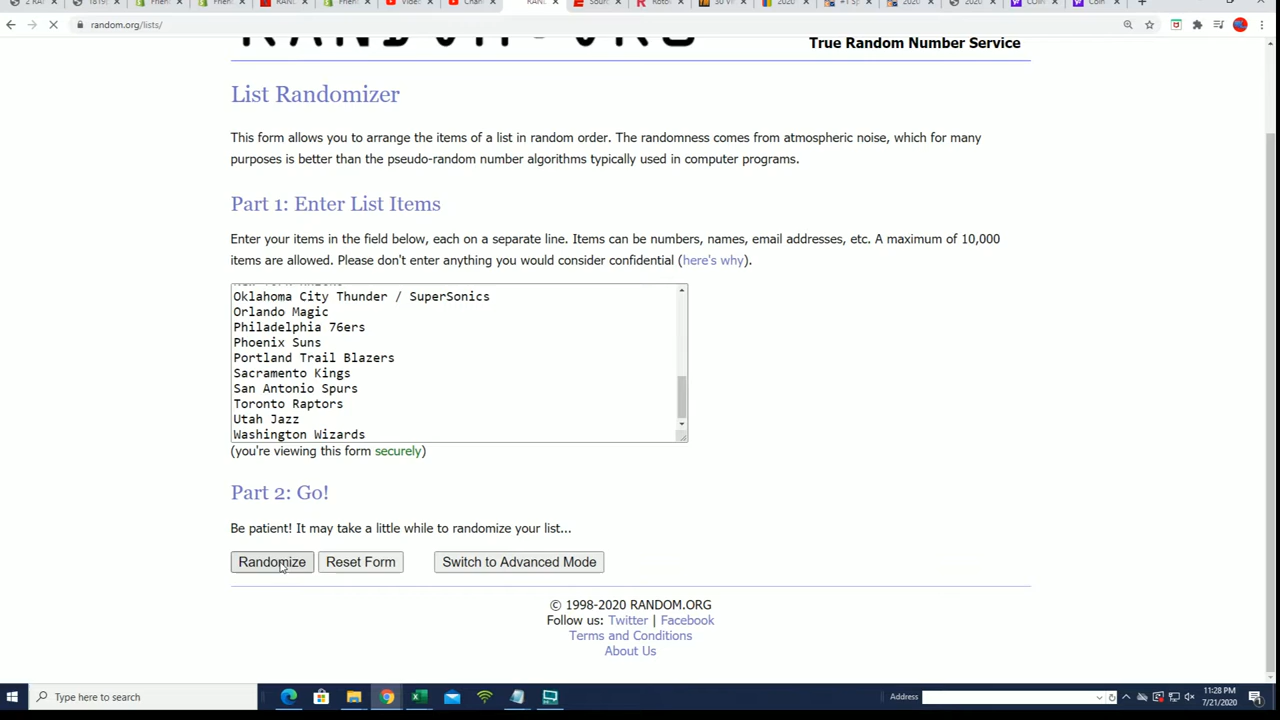 random.org/lists/
True Random Number Service
List Randomizer
This form allows you to arrange the items of a list in random order. The randomness comes from atmospheric noise, which for many
purposes is better than the pseudo-random number algorithms typically used in computer programs.
Part 1: Enter List Items
Enter your items in the field below, each on a separate line. Items can be numbers, names, email addresses, etc. A maximum of 10,000
items are allowed. Please don't enter anything you would consider confidential (here's why).
Oklahoma City Thunder / SuperSonics
Orlando Magic
Philadelphia 76ers
Phoenix Suns
Portland Trail Blazers
Sacramento Kings
San Antonio Spurs
Toronto Raptors
Utah Jazz
Washington Wizards
(you're viewing this form securely)
Part 2: Go!
Be patient! It may take a little while to randomize your list...
Randomize Reset Form Switch to Advanced Mode
© 1998-2020 RANDOM.ORG
Follow us: Twitter | Facebook
Terms and Conditions
About Us
Type here to search
Address
11:28 PM
7/21/2020